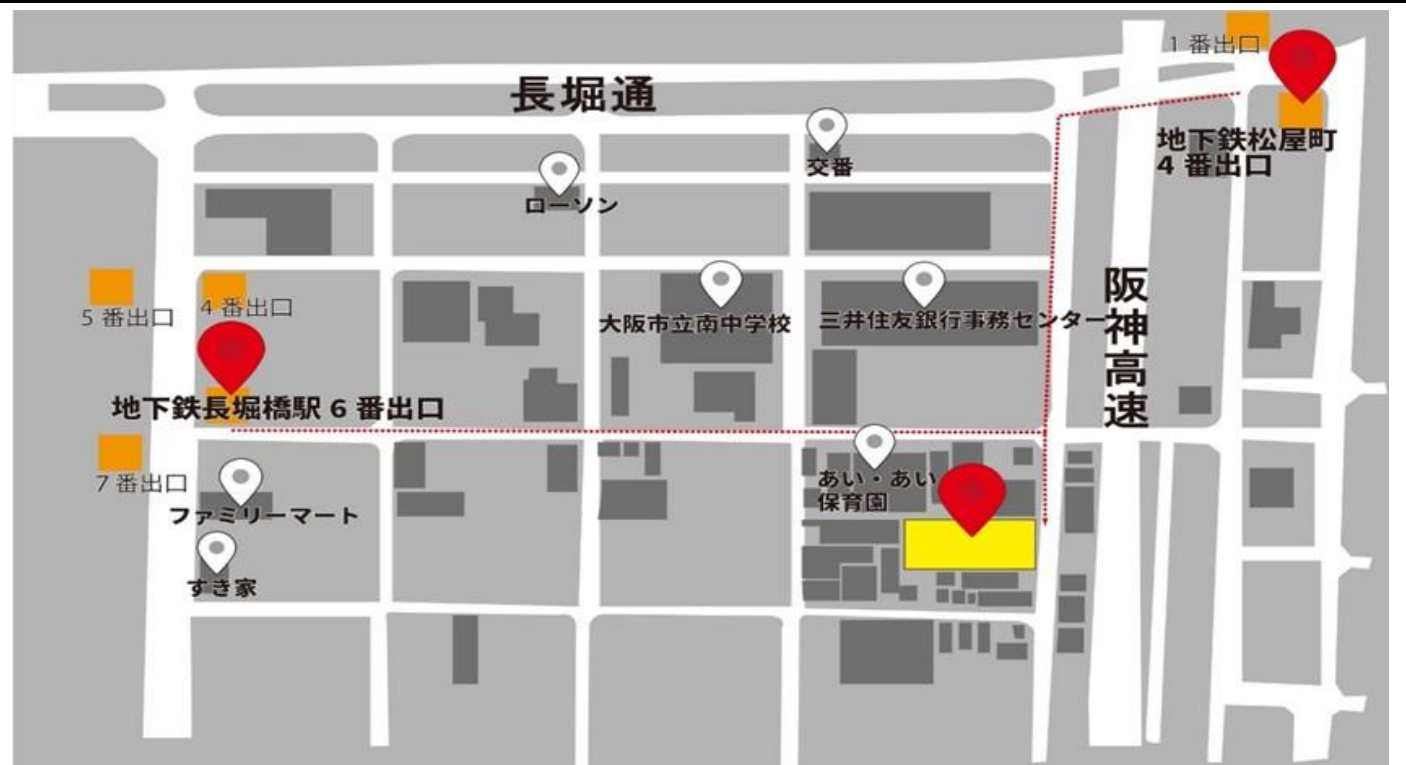 1 番出口
長堀通
地下鉄松屋町
4 番出口
交番
ローソン
阪神高速
5 番出口
4 番出口
大阪市立南中学校
三井住友銀行事務センター
地下鉄長堀橋駅 6 番出口
7 番出口
あい・あい
保育園
ファミリーマート
すき家